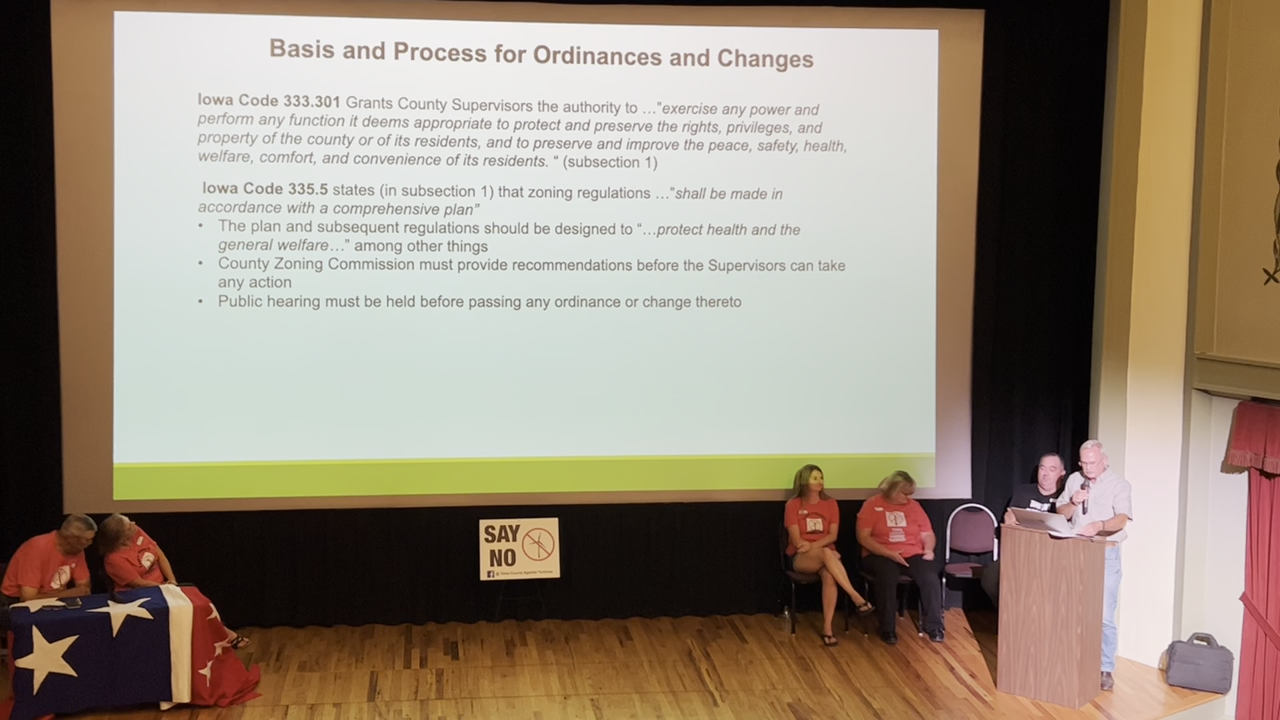 Basis and Process for Ordinances and Changes
Iowa Code 333.301 Grants County Supervisors the authority to …"exercise any power and
perform any function it deems appropriate to protect and preserve the rights, privileges, and
property of the county or of its residents, and to preserve and improve the peace, safety, health,
welfare, comfort, and convenience of its residents. " (subsection 1)
Iowa Code 335.5 states (in subsection 1) that zoning regulations …"shall be made in
accordance with a comprehensive plan"
• The plan and subsequent regulations should be designed to "…protect health and the
general welfare…" among other things
• County Zoning Commission must provide recommendations before the Supervisors can take
any action
• Public hearing must be held before passing any ordinance or change thereto
SAY
NO
County Against Turbines